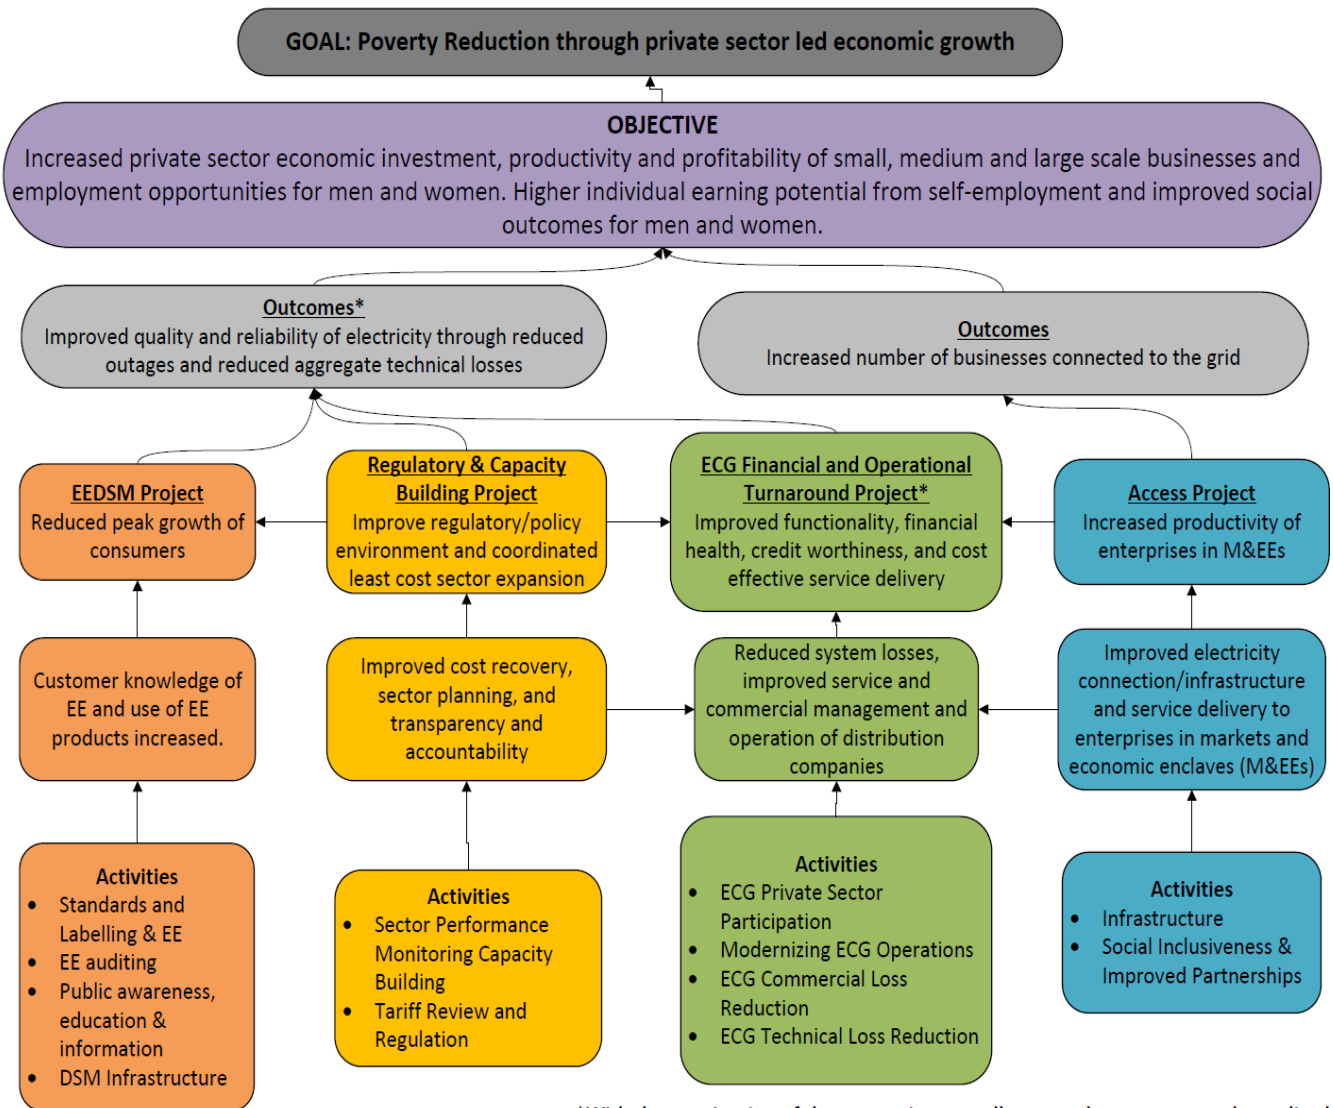 GOAL: Poverty Reduction through private sector led economic growth
OBJECTIVE
Increased private sector economic investment, productivity and profitability of small, medium and large scale businesses and
employment opportunities for men and women. Higher individual earning potential from self-employment and improved social
outcomes for men and women.
Outcomes*
Improved quality and reliability of electricity through reduced
outages and reduced aggregate technical losses
Outcomes
Increased number of businesses connected to the grid
EEDSM Project
Reduced peak growth of
consumers
Regulatory & Capacity
Building Project
Improve regulatory/policy
environment and coordinated
least cost sector expansion
ECG Financial and Operational
Turnaround Project*
Improved functionality, financial
health, credit worthiness, and cost
effective service delivery
Access Project
Increased productivity of
enterprises in M&EEs
Customer knowledge of
EE and use of EE
products increased.
Improved cost recovery,
sector planning, and
transparency and
accountability
Reduced system losses,
improved service and
commercial management and
operation of distribution
companies
Improved electricity
connection/infrastructure
and service delivery to
enterprises in markets and
economic enclaves (M&EEs)
Activities
• Standards and
Labelling & EE
• EE auditing
• Public awareness,
education &
information
• DSM Infrastructure
Activities
• Sector Performance
Monitoring Capacity
Building
• Tariff Review and
Regulation
Activities
• ECG Private Sector
Participation
• Modernizing ECG Operations
• ECG Commercial Loss
Reduction
• ECG Technical Loss Reduction
Activities
• Infrastructure
• Social Inclusiveness &
Improved Partnerships